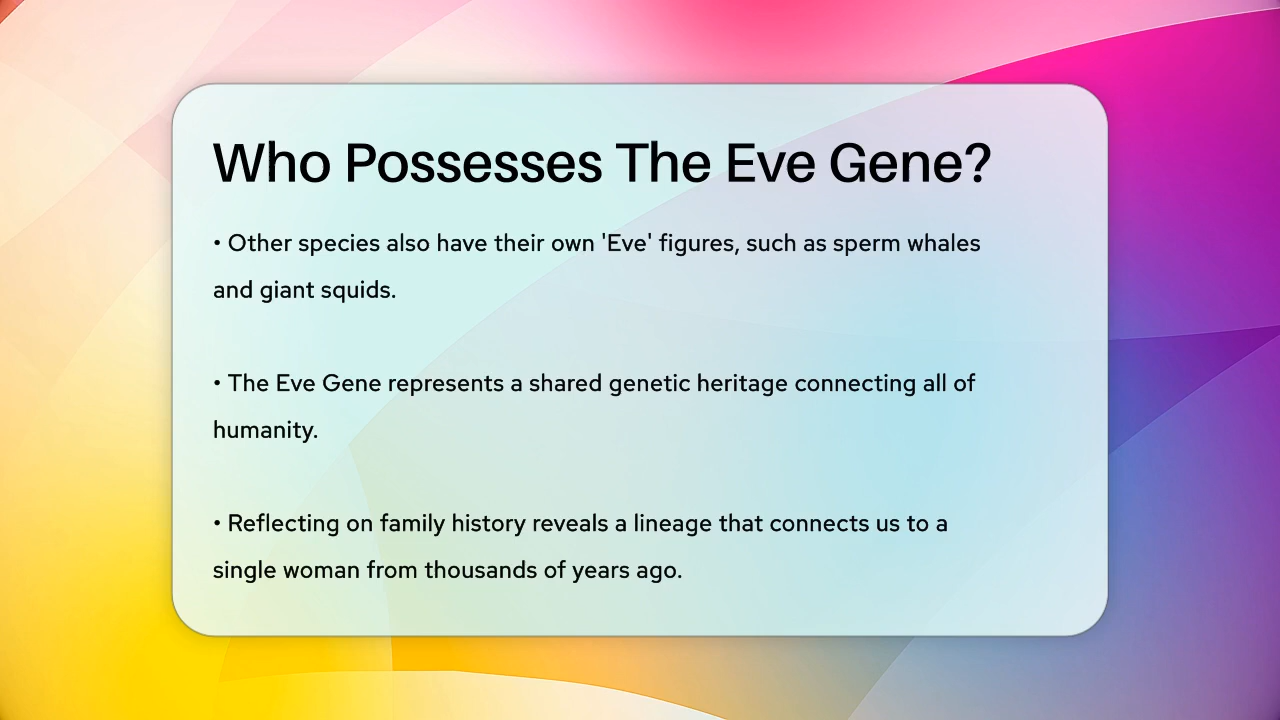 Who Possesses The Eve Gene?
• Other species also have their own 'Eve' figures, such as sperm whales
and giant squids.
• The Eve Gene represents a shared genetic heritage connecting all of
humanity.
• Reflecting on family history reveals a lineage that connects us to a
single woman from thousands of years ago.